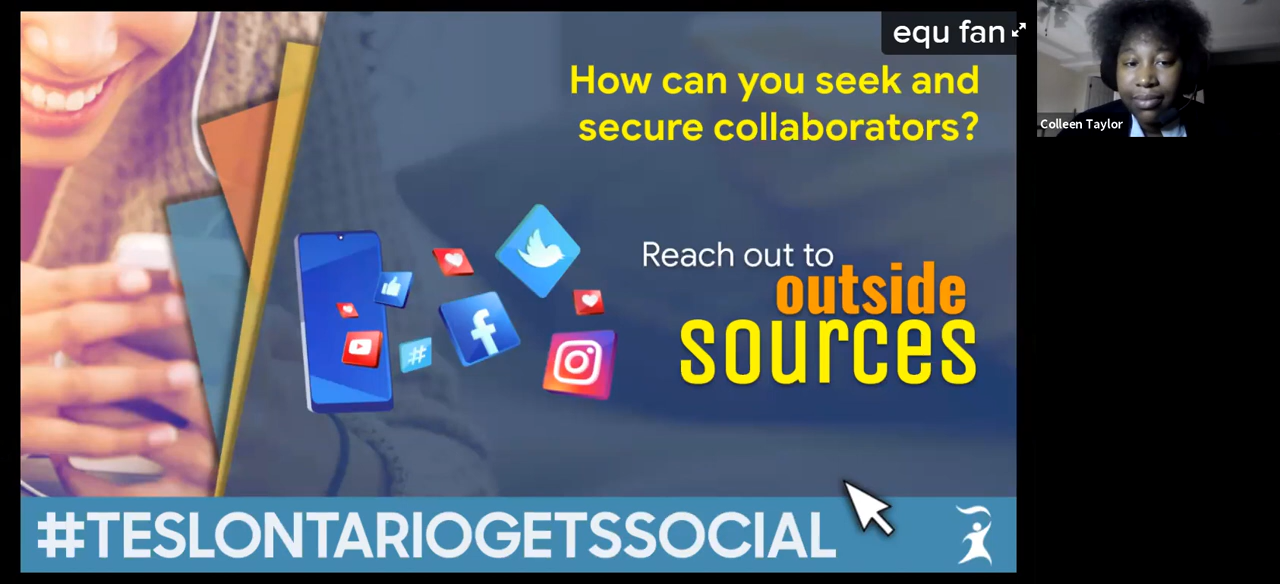 equ fan
How can you seek and
secure collaborators?
Reach out to
outside
sources
#
#TESLONTARIOGETSSOCIAL
Colleen Taylor